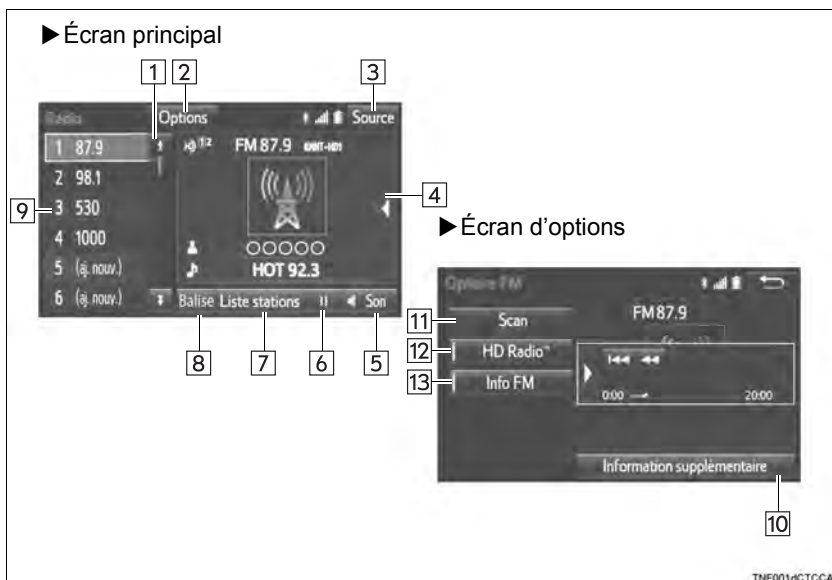 ▶Écran principal
1 2 3
Radio Options Source
1 87.9
2 98.1
3 530
4 1000
5 (aj. nouv.)
6 (aj. nouv.)
9
FM 87.9
HOT 92.3
4
Balise Liste stations Son
8 7 6 5
▶Écran d'options
Options FM
11 Scan
12 HD Radio™
13 Info FM
FM 87.9
0:00 20:00
Information supplémentaire
10